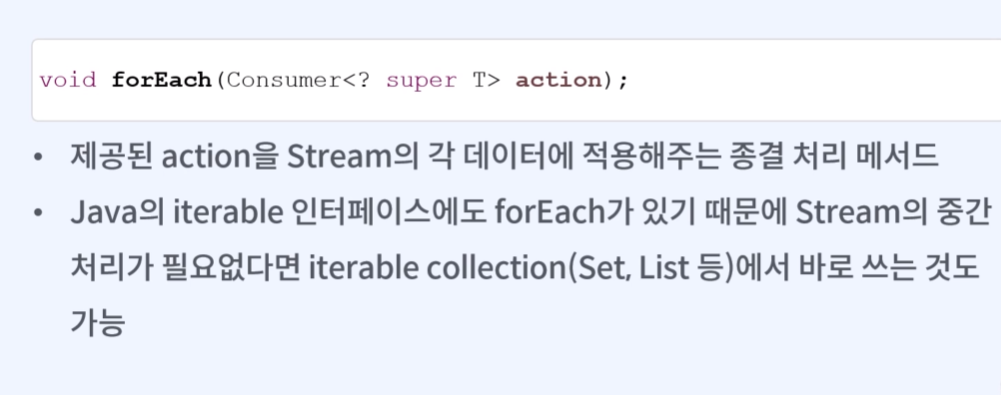 void forEach(Consumer<? super T> action);
• 제공된 action을 Stream의 각 데이터에 적용해주는 종결 처리 메서드
• Java의 iterable 인터페이스에도 forEach가 있기 때문에 Stream의 중간
처리가 필요없다면 iterable collection(Set, List 등)에서 바로 쓰는 것도
가능